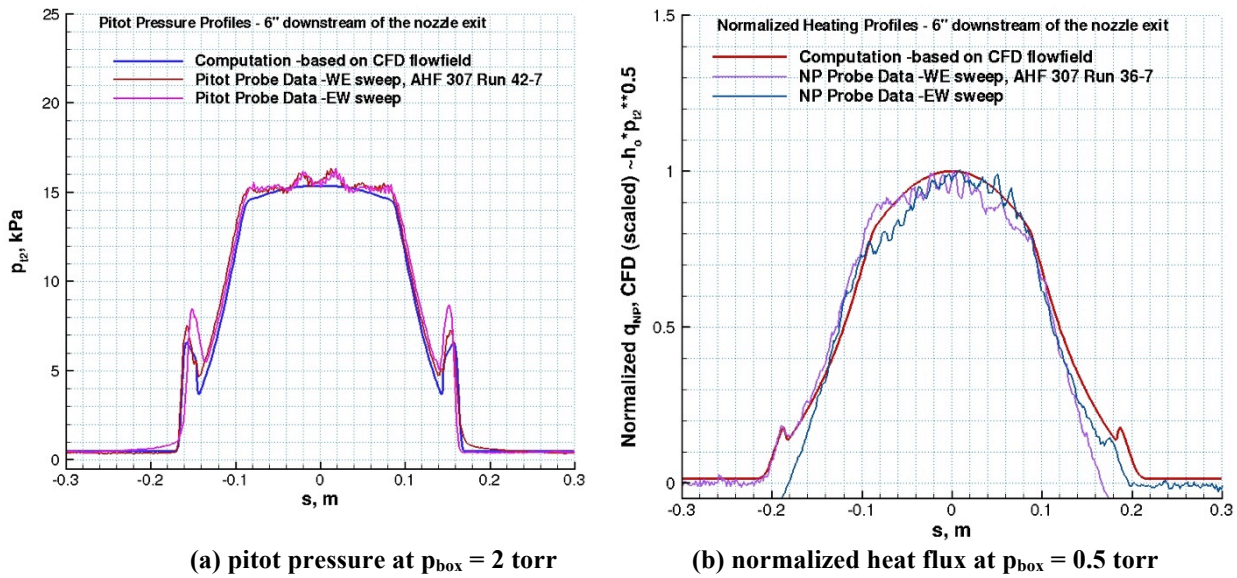 Pitot Pressure Profiles - 6" downstream of the nozzle exit
Computation -based on CFD flowfield
Pitot Probe Data -WE sweep, AHF 307 Run 42-7
Pitot Probe Data -EW sweep
25
20
15
10
5
0
p_t2, kPa
-0.3
-0.2
-0.1
0
0.1
0.2
0.3
s, m
(a) pitot pressure at p_box = 2 torr
Normalized Heating Profiles - 6" downstream of the nozzle exit
Computation -based on CFD flowfield
NP Probe Data -WE sweep, AHF 307 Run 36-7
NP Probe Data -EW sweep
1.5
1
0.5
0
Normalized q_NP, CFD (scaled) ~h_o*p_t2**0.5
-0.3
-0.2
-0.1
0
0.1
0.2
0.3
s, m
(b) normalized heat flux at p_box = 0.5 torr